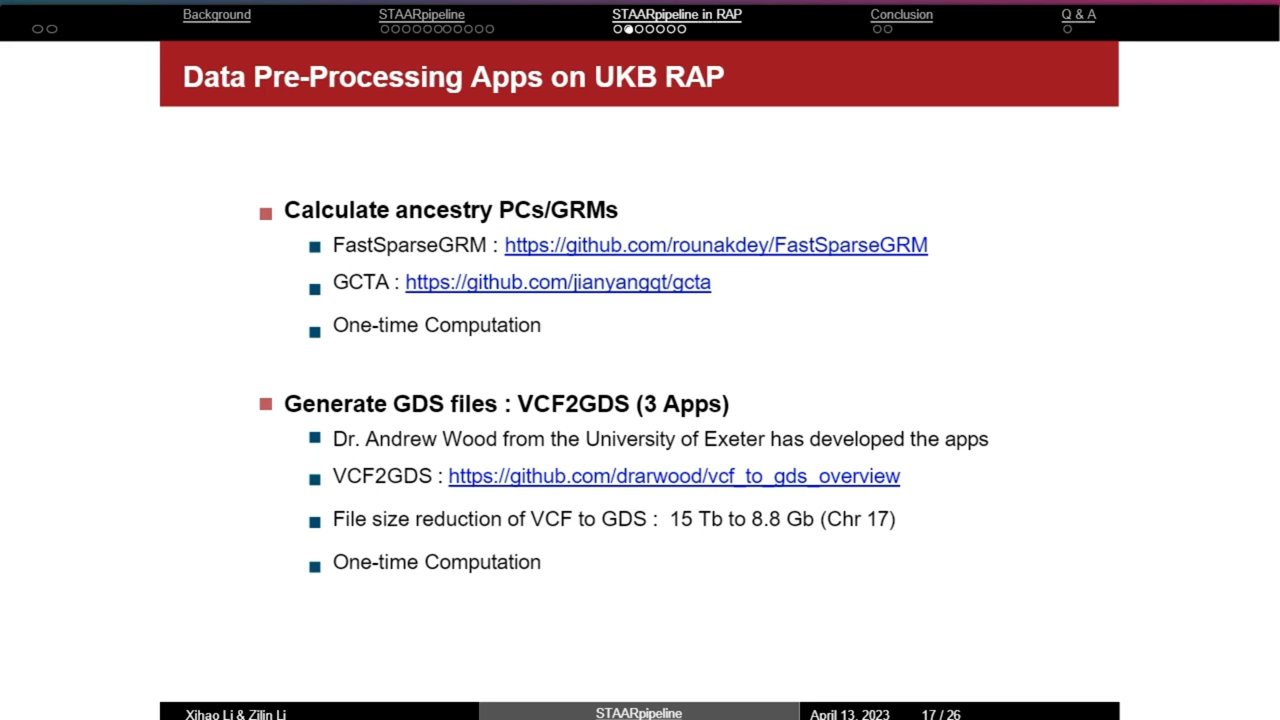 Background STAARpipeline STAARpipeline in RAP Conclusion Q & A
Data Pre-Processing Apps on UKB RAP
Calculate ancestry PCs/GRMs
FastSparseGRM : https://github.com/rounakdey/FastSparseGRM
GCTA : https://github.com/jianyangqt/gcta
One-time Computation
Generate GDS files : VCF2GDS (3 Apps)
Dr. Andrew Wood from the University of Exeter has developed the apps
VCF2GDS : https://github.com/drarwood/vcf_to_gds_overview
File size reduction of VCF to GDS : 15 Tb to 8.8 Gb (Chr 17)
One-time Computation
Xihao Li & Zilin Li STAARpipeline April 13, 2023 17 / 26